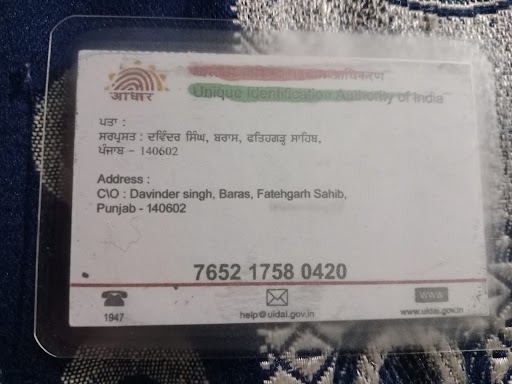 आधार
प्राधिकरण
Unique Identification Authority of India
ਪਤਾ :
ਸਰਪ੍ਰਸਤ : ਦਵਿੰਦਰ ਸਿੰਘ, ਬਰਾਸ, ਫਤਿਹਗੜ੍ਹ ਸਾਹਿਬ,
ਪੰਜਾਬ - 140602
Address :
C\O : Davinder singh, Baras, Fatehgarh Sahib,
Punjab - 140602
7652 1758 0420
WWW
1947
help@uidai.gov.in
www.uidai.gov.in